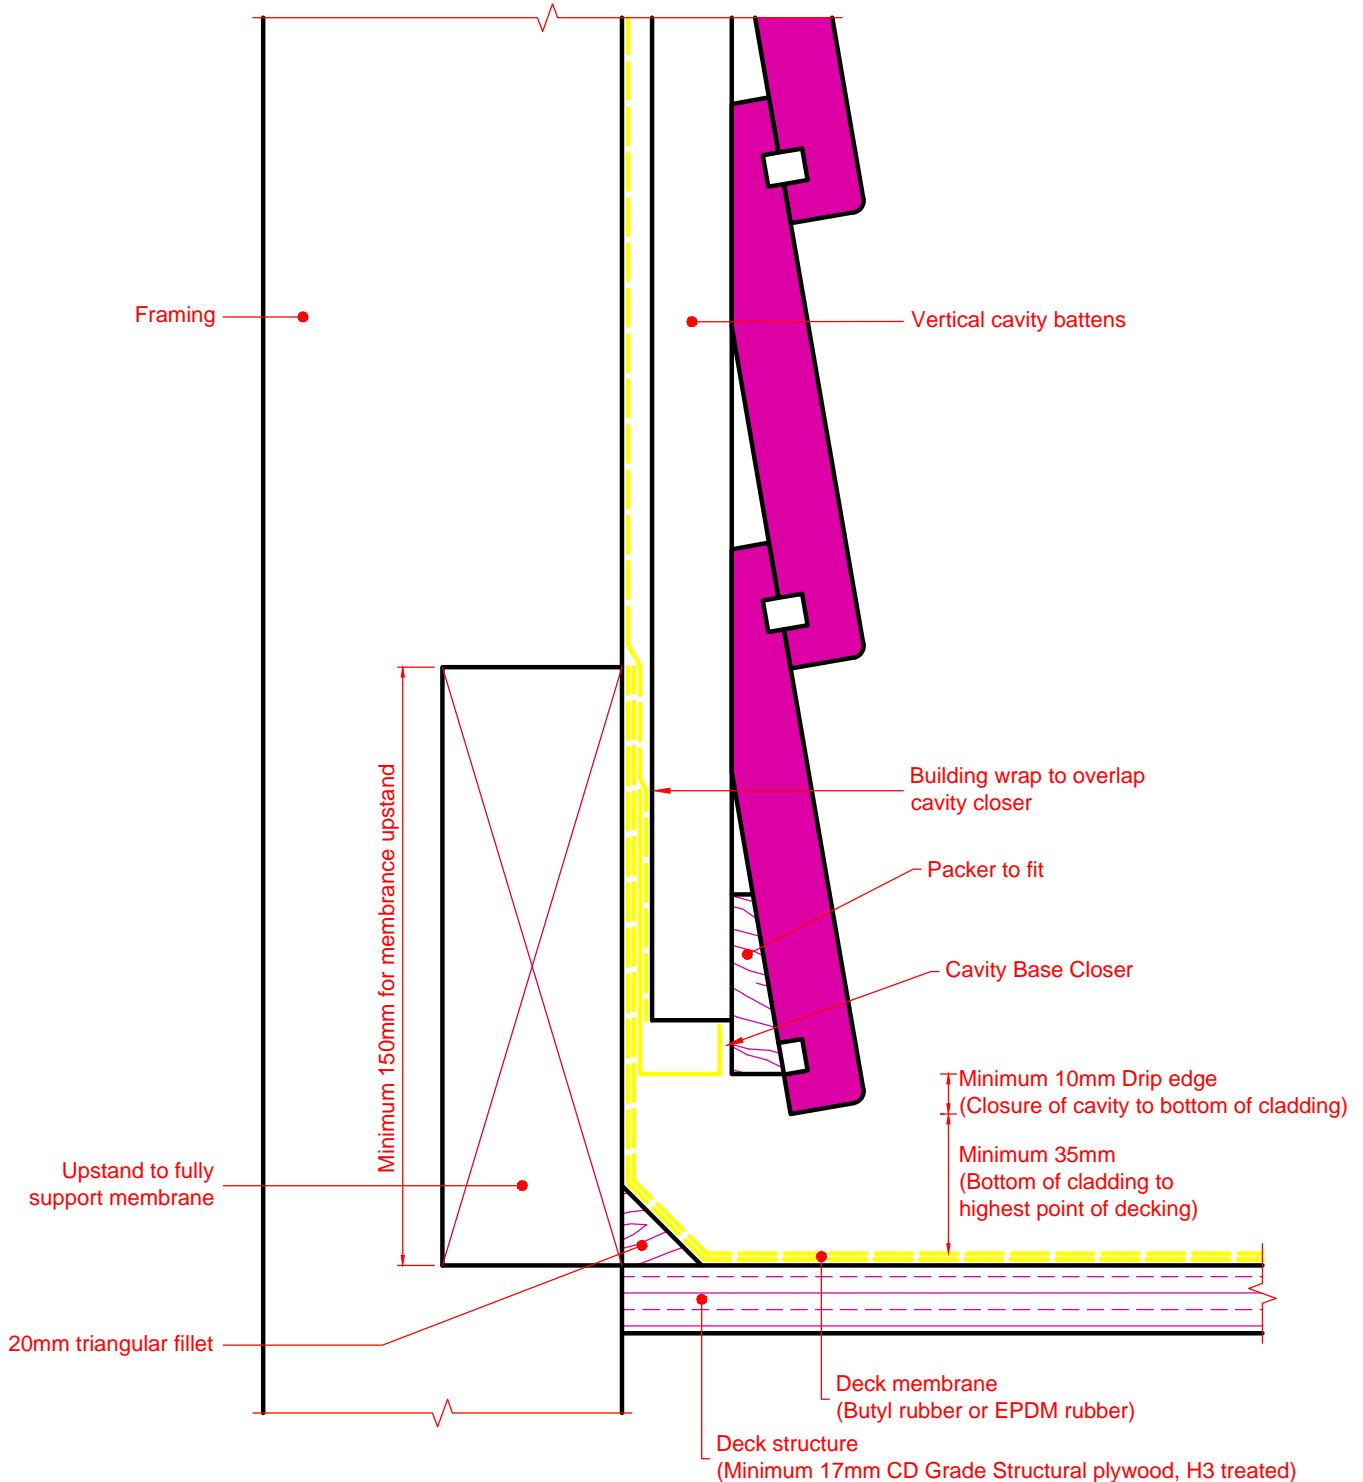 Framing
Vertical cavity battens
Building wrap to overlap
cavity closer
Minimum 150mm for membrance upstand
Packer to fit
Cavity Base Closer
Minimum 10mm Drip edge
(Closure of cavity to bottom of cladding)
Minimum 35mm
(Bottom of cladding to
highest point of decking)
Upstand to fully
support membrane
20mm triangular fillet
Deck membrane
(Butyl rubber or EPDM rubber)
Deck structure
(Minimum 17mm CD Grade Structural plywood, H3 treated)